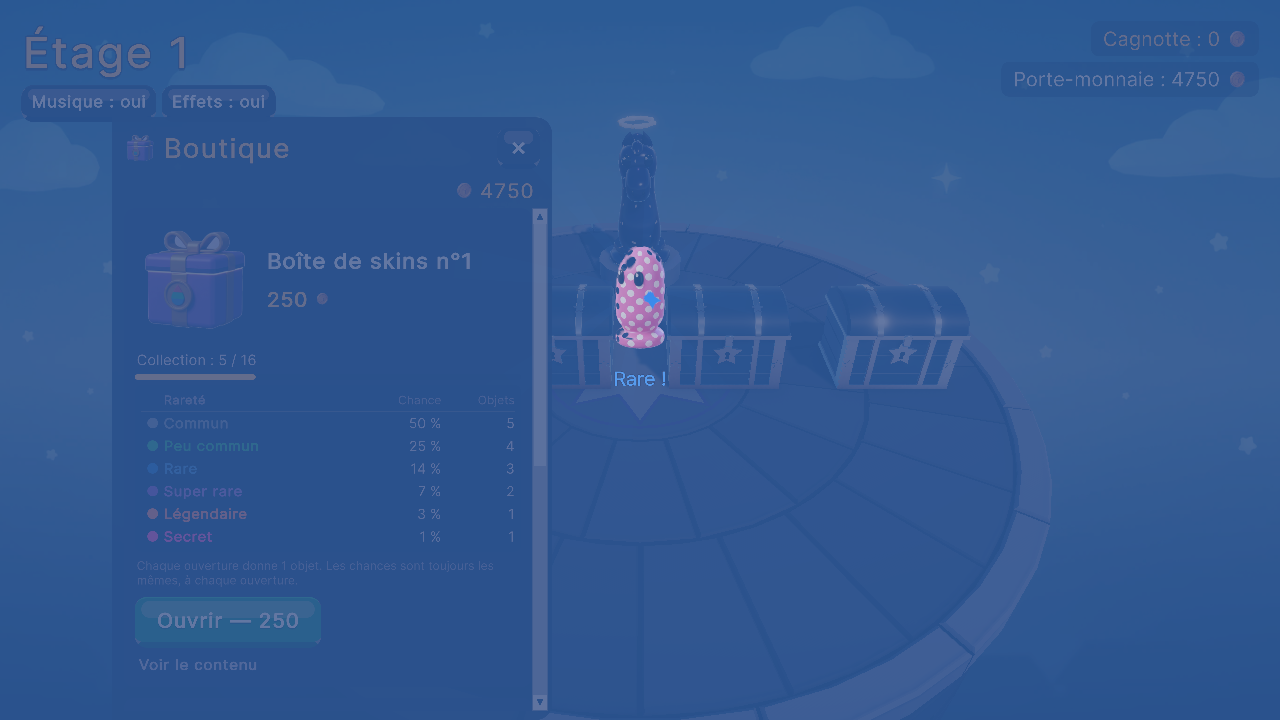 Étage 1
Cagnotte : 0
Porte-monnaie : 4750
Musique : oui
Effets : oui
Boutique
×
4750
Boîte de skins n°1
250
Collection : 5 / 16
Rareté Chance Objets
Commun 50 % 5
Peu commun 25 % 4
Rare 14 % 3
Super rare 7 % 2
Légendaire 3 % 1
Secret 1 % 1
Chaque ouverture donne 1 objet. Les chances sont toujours les
mêmes, à chaque ouverture.
Ouvrir — 250
Voir le contenu
Rare !